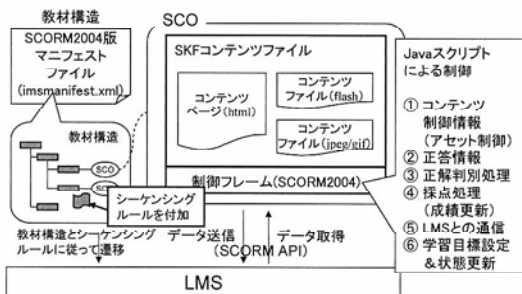 教材構造
SCORM2004版
マニフェスト
ファイル
(imsmanifest.xml)
教材構造
SCO
シーケンシング
ルールを付加
教材構造とシーケンシング
ルールに従って遷移
SCO
SKFコンテンツファイル
コンテンツ
ページ(html)
コンテンツ
ファイル(flash)
コンテンツ
ファイル(jpeg/gif)
制御フレーム(SCORM2004)
データ送信
データ取得
(SCORM API)
LMS
Javaスクリプト
による制御
① コンテンツ
制御情報
(アセット制御)
② 正答情報
③ 正解判別処理
④ 採点処理
(成績更新)
⑤ LMSとの通信
⑥ 学習目標設定
&状態更新